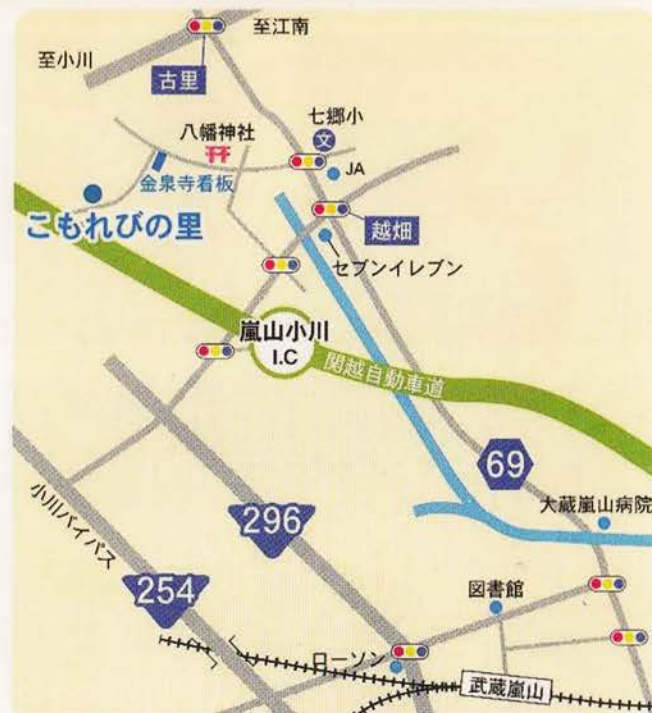 至江南
至小川
古里
七郷小
文
八幡神社
JA
金泉寺看板
こもれびの里
越畑
セブンイレブン
嵐山小川
I.C
関越自動車道
69
小川バイパス
296
大蔵嵐山病院
254
図書館
ローソン
武蔵嵐山